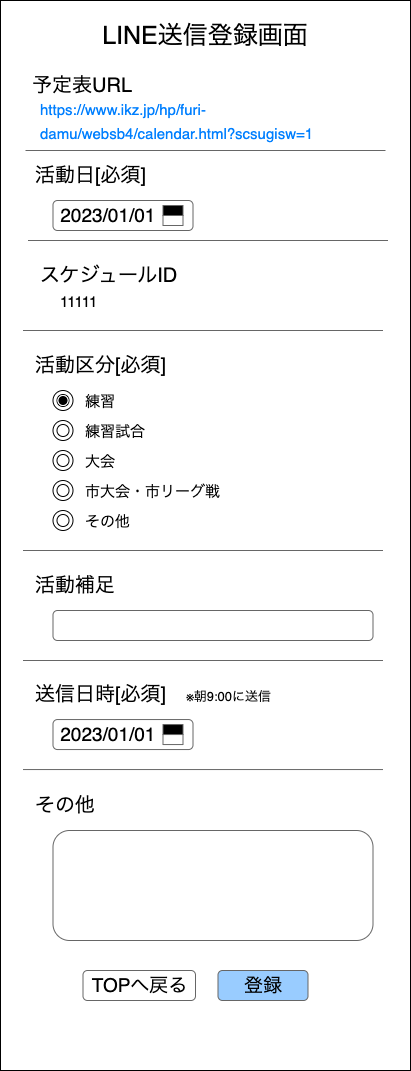 LINE送信登録画面
予定表URL
https://www.ikz.jp/hp/furi-
damu/websb4/calendar.html?scsugisw=1
活動日[必須]
2023/01/01
スケジュールID
11111
活動区分[必須]
練習
練習試合
大会
市大会・市リーグ戦
その他
活動補足
送信日時[必須] ※朝9:00に送信
2023/01/01
その他
TOPへ戻る 登録